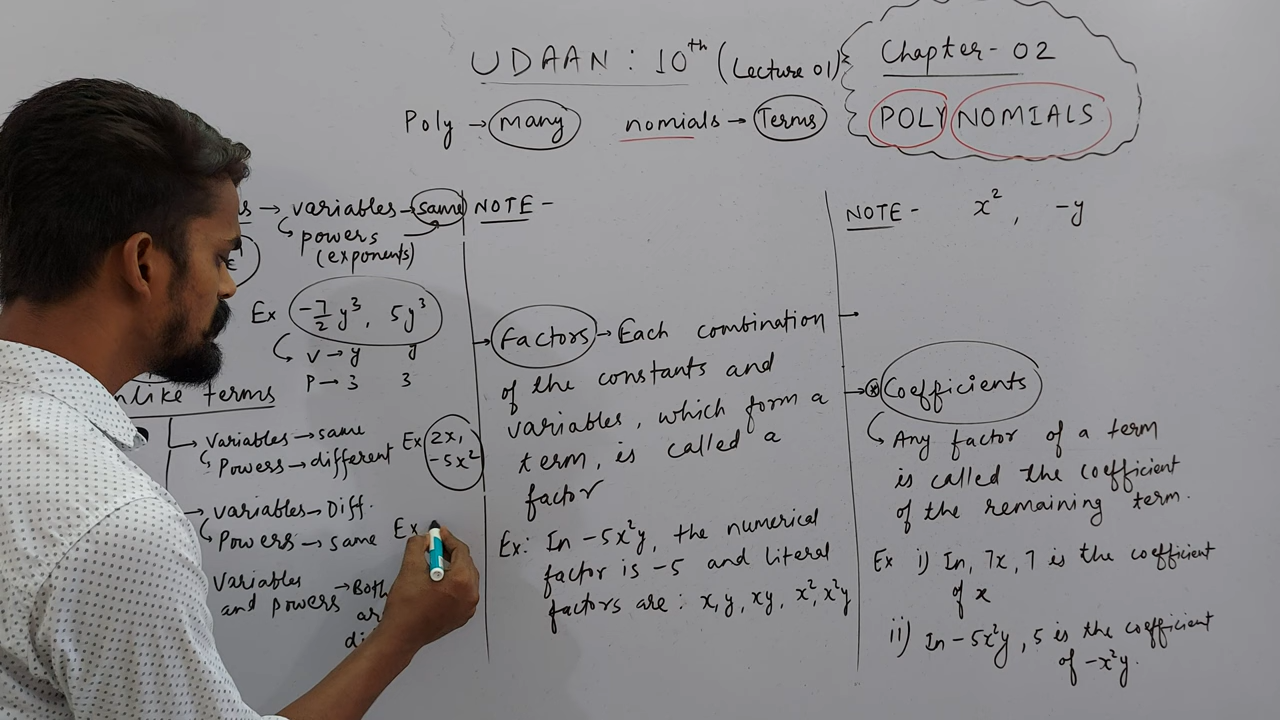 UDAAN : 10th (Lecture 01)
Chapter - 02
POLYNOMIALS
Poly → many nomials → Terms
→ variables → same
powers
(exponents)
Ex -7/2 y³, 5y³
V → y y
P → 3 3
nlike terms
→ variables → same
Powers → different
Ex 2x,
-5x²
→ variables → Diff.
Powers → same
Ex
Variables
and powers → Both
NOTE -
→ Factors → Each combination
of the constants and
variables, which form a
term, is called a
factor
Ex: In -5x²y, the numerical
factor is -5 and literal
factors are : x, y, xy, x², x²y
NOTE - x², -y
→
→ * Coefficients
Any factor of a term
is called the coefficient
of the remaining term.
Ex i) In, 7x, 7 is the coefficient
of x
ii) In -5x²y, 5 is the coefficient
of -x²y.